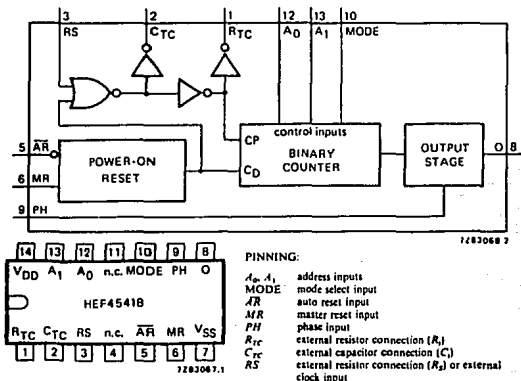 3 2 1 12 13 10
RS CTC RTC A0 A1 MODE
control inputs
CP
BINARY
COUNTER
CD
OUTPUT
STAGE
O 8
5 AR
POWER-ON
RESET
6 MR
9 PH
7Z83068.2
14 13 12 11 10 9 8
VDD A1 A0 n.c. MODE PH O
HEF4541B
RTC CTC RS n.c. AR MR VSS
1 2 3 4 5 6 7
7Z83067.1
PINNING:
A0, A1 address inputs
MODE mode select input
AR auto reset input
MR master reset input
PH phase input
RTC external resistor connection (Rt)
CTC external capacitor connection (Ct)
RS external resistor connection (RS) or external
clock input